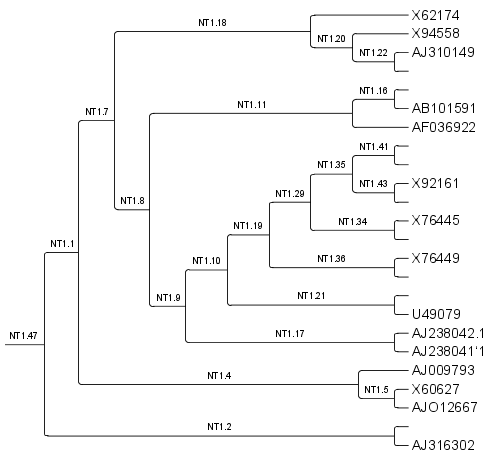 X62174
NT1.18
X94558
NT1.20
AJ310149
NT1.22
NT1.16
AB101591
NT1.11
NT1.7
AF036922
NT1.41
NT1.35
X92161
NT1.43
NT1.29
NT1.8
X76445
NT1.34
NT1.19
NT1.1
X76449
NT1.36
NT1.10
NT1.9
NT1.21
U49079
AJ238042.1
NT1.17
NT1.47
AJ238041'1
AJ009793
NT1.4
X60627
NT1.5
AJO12667
NT1.2
AJ316302